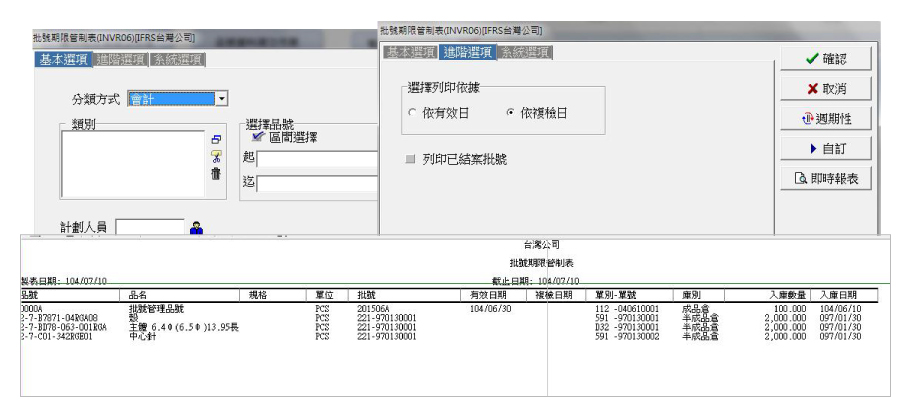 批號期限管制表(INVR06)[IFRS台灣公司]
基本選項 進階選項 系統選項
分類方式 會計
類別
選擇品號
區間選擇
起
迄
計劃人員
批號期限管制表(INVR06)[IFRS台灣公司]
基本選項 進階選項 系統選項
選擇列印依據
依有效日 依複檢日
列印已結案批號
確認
取消
週期性
自訂
即時報表
台灣公司
批號期限管制表
製表日期: 104/07/10 截止日期: 104/07/10
品號 品名 規格 單位 批號 有效日期 複檢日期 單別-單號 庫別 入庫數量 入庫日期
0000A 批號管理品號 PCS 201506A 104/06/30 112 -040610001 成品倉 100.000 104/06/10
2-7-B7871-04RGA08 殼 PCS 221-970130001 591 -970130001 半成品倉 2,000.000 097/01/30
2-7-BD78-063-001RGA 主體 6.4Φ(6.5Φ)13.95長 PCS 221-970130001 D32 -970130001 半成品倉 2,000.000 097/01/30
2-7-C01-342RGE01 中心針 PCS 221-970130001 591 -970130002 半成品倉 2,000.000 097/01/30